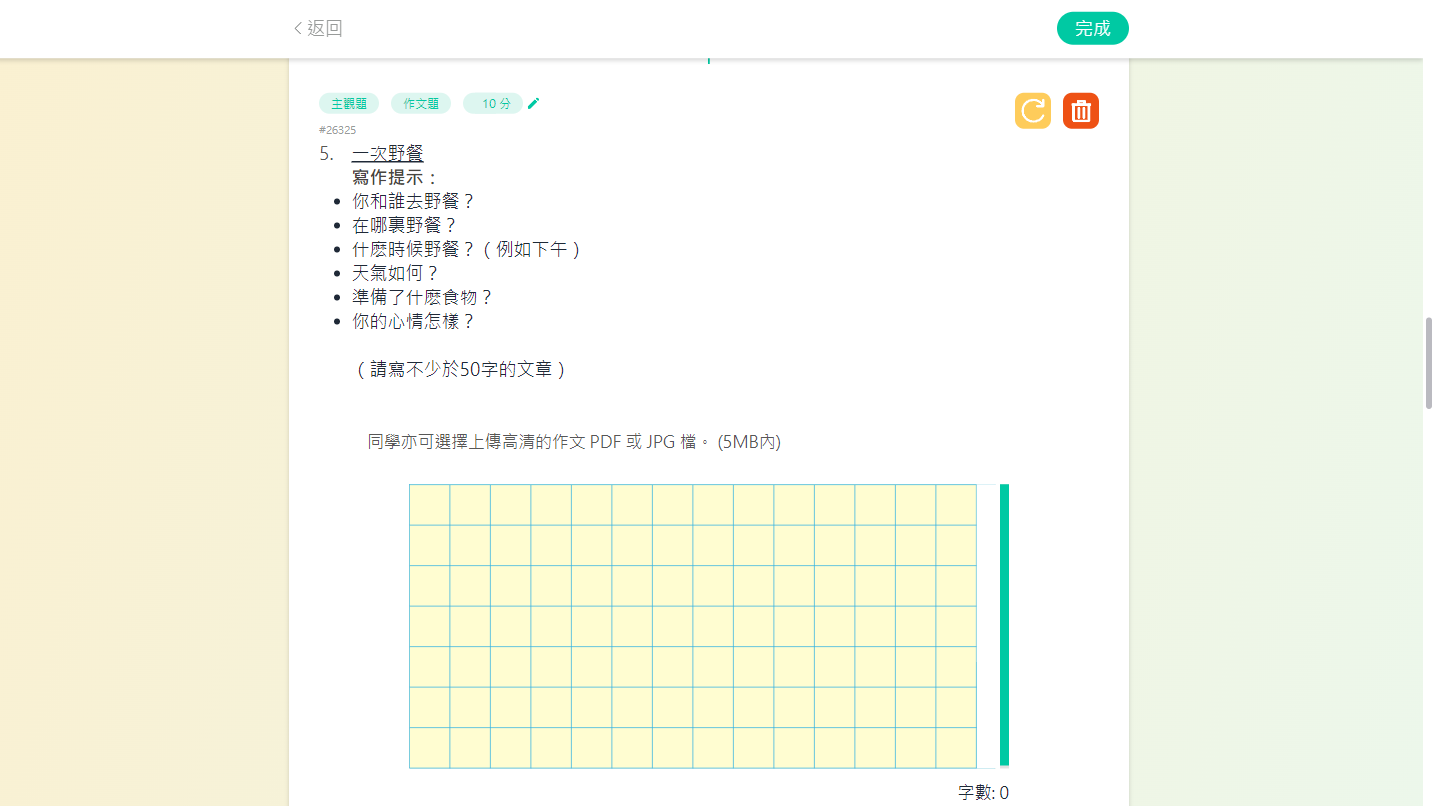 返回
完成
主觀題
作文題
10 分
#26325
5. 一次野餐
寫作提示：
你和誰去野餐？
在哪裏野餐？
什麽時候野餐？（例如下午）
天氣如何？
準備了什麽食物？
你的心情怎樣？
（請寫不少於50字的文章）
同學亦可選擇上傳高清的作文 PDF 或 JPG 檔。 (5MB內)
字數: 0